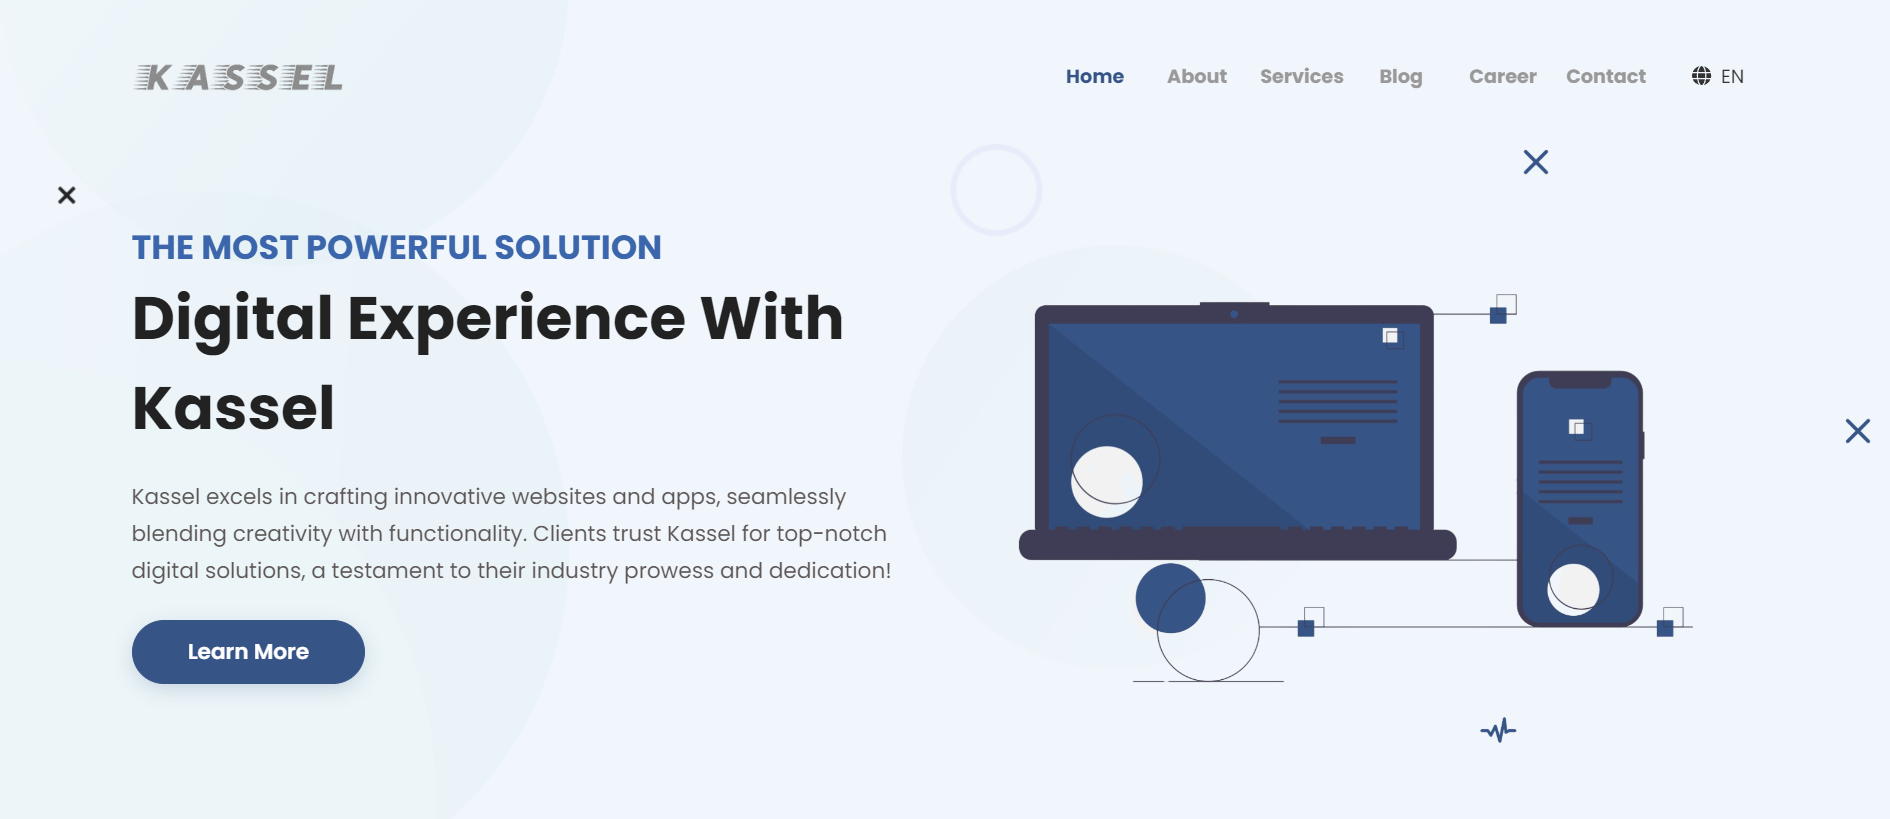 KASSEL
Home About Services Blog Career Contact EN
THE MOST POWERFUL SOLUTION
Digital Experience With
Kassel
Kassel excels in crafting innovative websites and apps, seamlessly
blending creativity with functionality. Clients trust Kassel for top-notch
digital solutions, a testament to their industry prowess and dedication!
Learn More